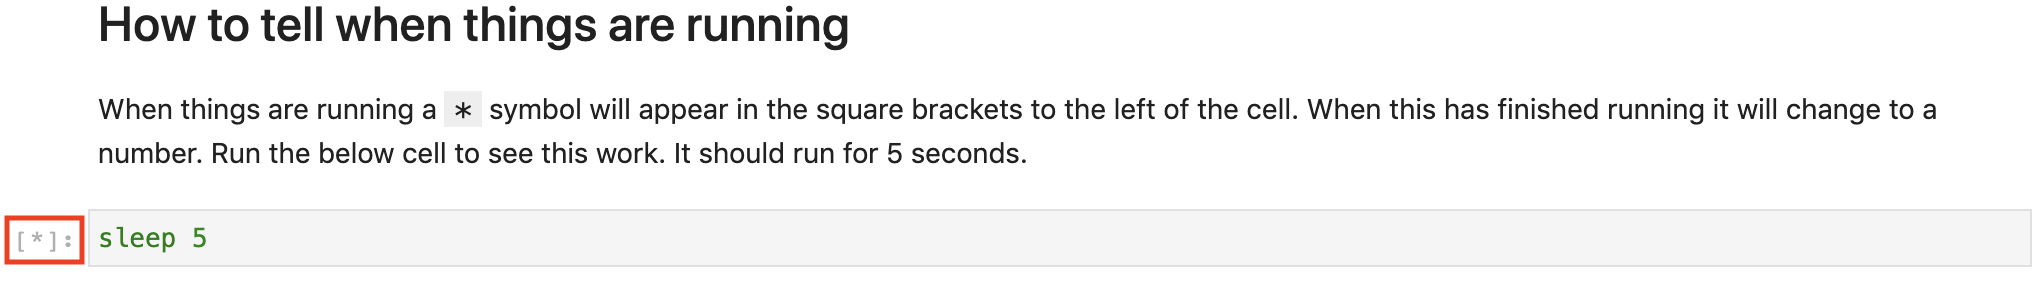 How to tell when things are running
When things are running a * symbol will appear in the square brackets to the left of the cell. When this has finished running it will change to a
number. Run the below cell to see this work. It should run for 5 seconds.
[*]: sleep 5